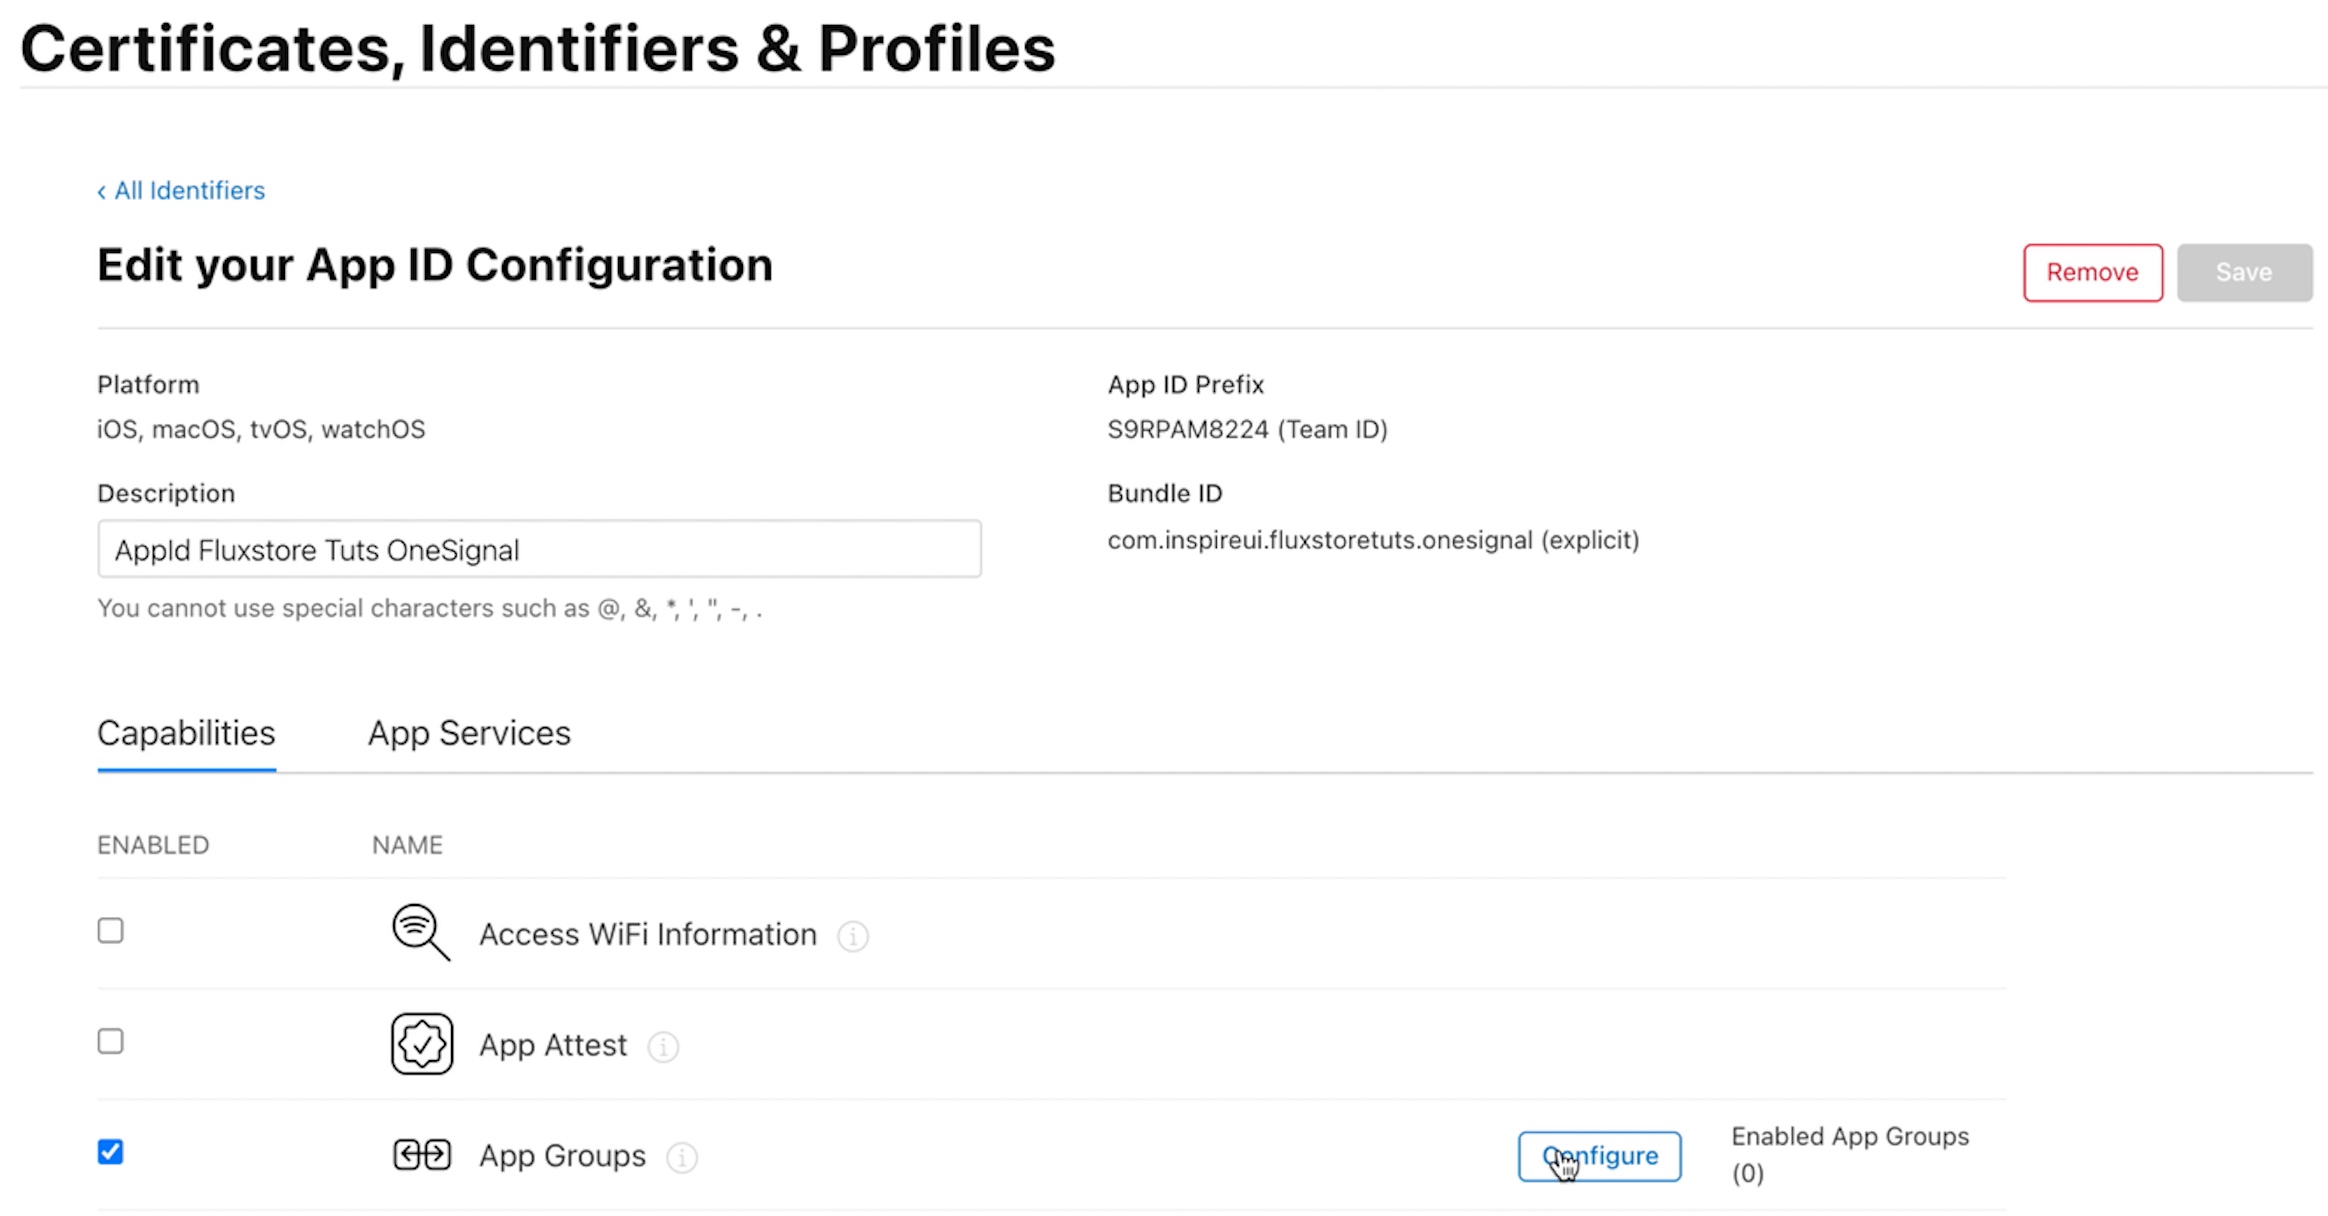 Certificates, Identifiers & Profiles
‹ All Identifiers
Edit your App ID Configuration
Remove
Save
Platform
iOS, macOS, tvOS, watchOS
App ID Prefix
S9RPAM8224 (Team ID)
Description
AppId Fluxstore Tuts OneSignal
You cannot use special characters such as @, &, *, ', ", -, .
Bundle ID
com.inspireui.fluxstoretuts.onesignal (explicit)
Capabilities
App Services
ENABLED
NAME
Access WiFi Information
App Attest
App Groups
Configure
Enabled App Groups
(0)